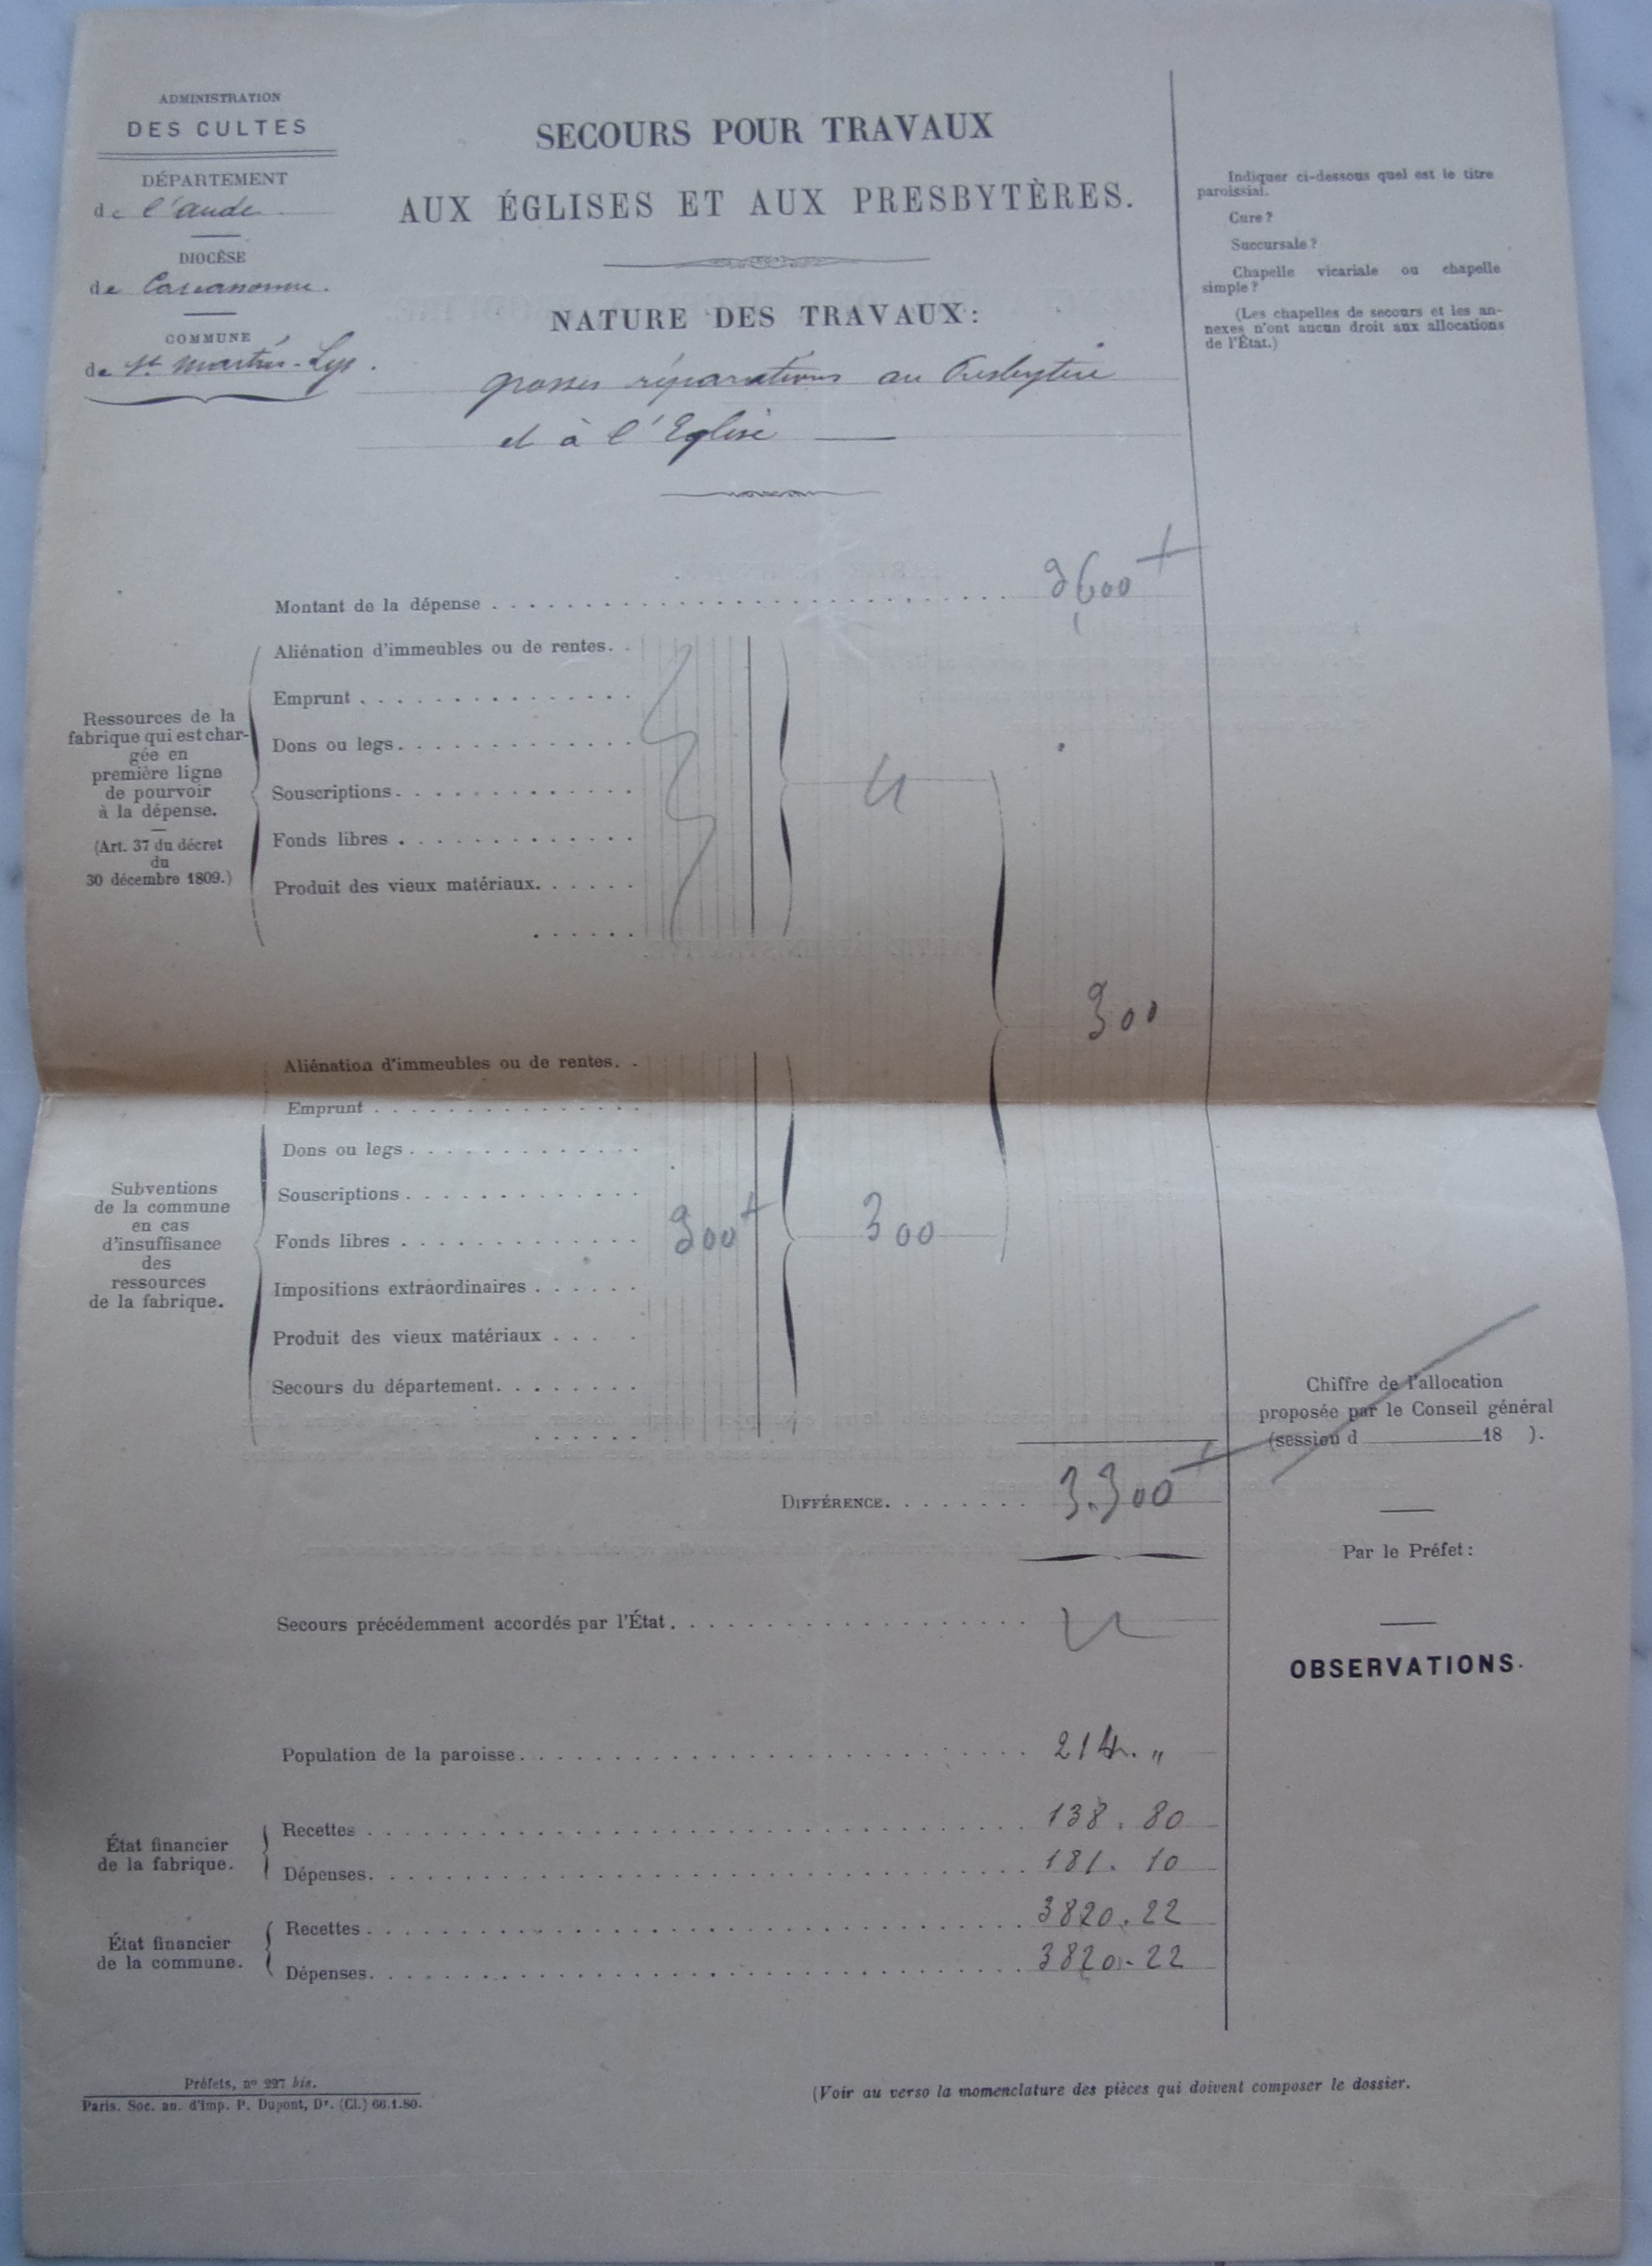 ADMINISTRATION
DES CULTES
DÉPARTEMENT
de l'Aude
DIOCÈSE
de Carcassonne.
COMMUNE
de St Martin-Lys.
SECOURS POUR TRAVAUX
AUX ÉGLISES ET AUX PRESBYTÈRES.
NATURE DES TRAVAUX:
grosses réparations au Presbytère
et à l'Eglise
Indiquer ci-dessous quel est le titre
paroissial.
Cure?
Succursale?
Chapelle vicariale ou chapelle
simple?
(Les chapelles de secours et les an-
nexes n'ont aucun droit aux allocations
de l'État.)
Montant de la dépense 3600
Ressources de la
fabrique qui est char-
gée en
première ligne
de pourvoir
à la dépense.
(Art. 37 du décret
du
30 décembre 1809.)
Aliénation d'immeubles ou de rentes.
Emprunt
Dons ou legs.
Souscriptions. "
Fonds libres
Produit des vieux matériaux.
300
Subventions
de la commune
en cas
d'insuffisance
des
ressources
de la fabrique.
Aliénation d'immeubles ou de rentes.
Emprunt
Dons ou legs
Souscriptions
Fonds libres 300 300
Impositions extraordinaires
Produit des vieux matériaux
Secours du département.
DIFFÉRENCE. 3.300
Chiffre de l'allocation
proposée par le Conseil général
(session d 18 ).
Par le Préfet:
OBSERVATIONS.
Secours précédemment accordés par l'État. "
Population de la paroisse. 214. "
État financier
de la fabrique.
Recettes 138. 80
Dépenses. 181. 10
État financier
de la commune.
Recettes 3820. 22
Dépenses. 3820. 22
Préfets, nº 297 bis.
Paris. Soc. an. d'imp. P. Dupont, Dr. (Cl.) 66.1.80.
(Voir au verso la momenclature des pièces qui doivent composer le dossier.